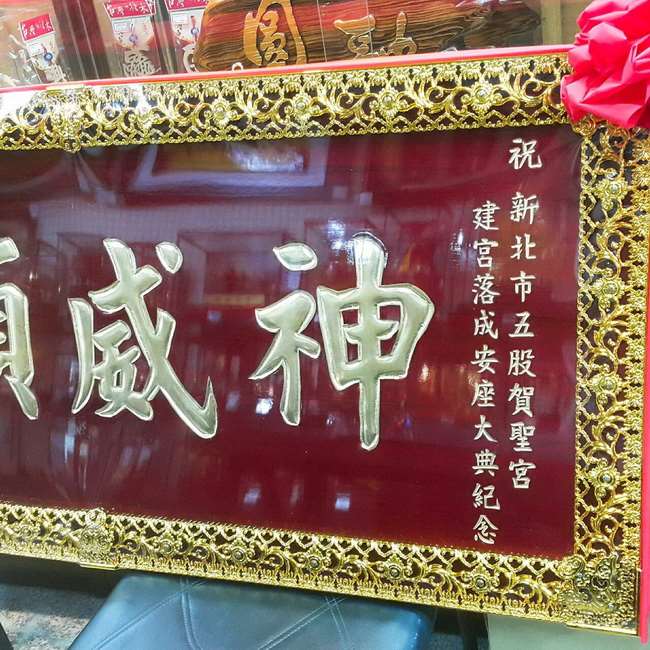 祝 新北市五股賀聖宮
建宮落成安座大典紀念
神威顯